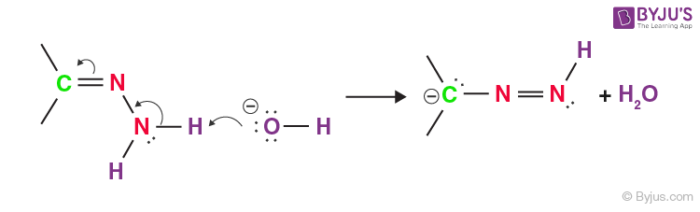 BYJU'S
The Learning App
H
C = N
⊖
C — N = N
+ H₂O
N — H
⊖
O — H
H
© Byjus.com